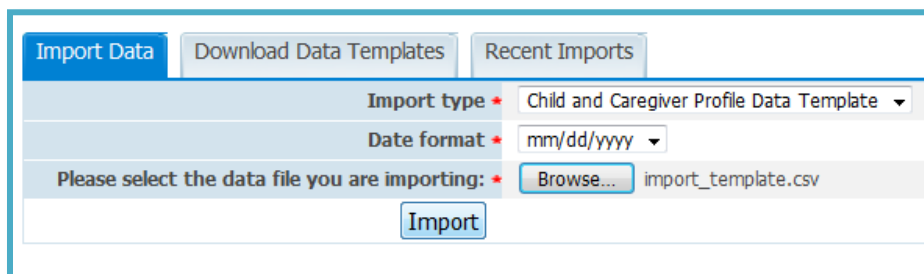 Import Data Download Data Templates Recent Imports
Import type * Child and Caregiver Profile Data Template
Date format * mm/dd/yyyy
Please select the data file you are importing: * Browse... import_template.csv
Import